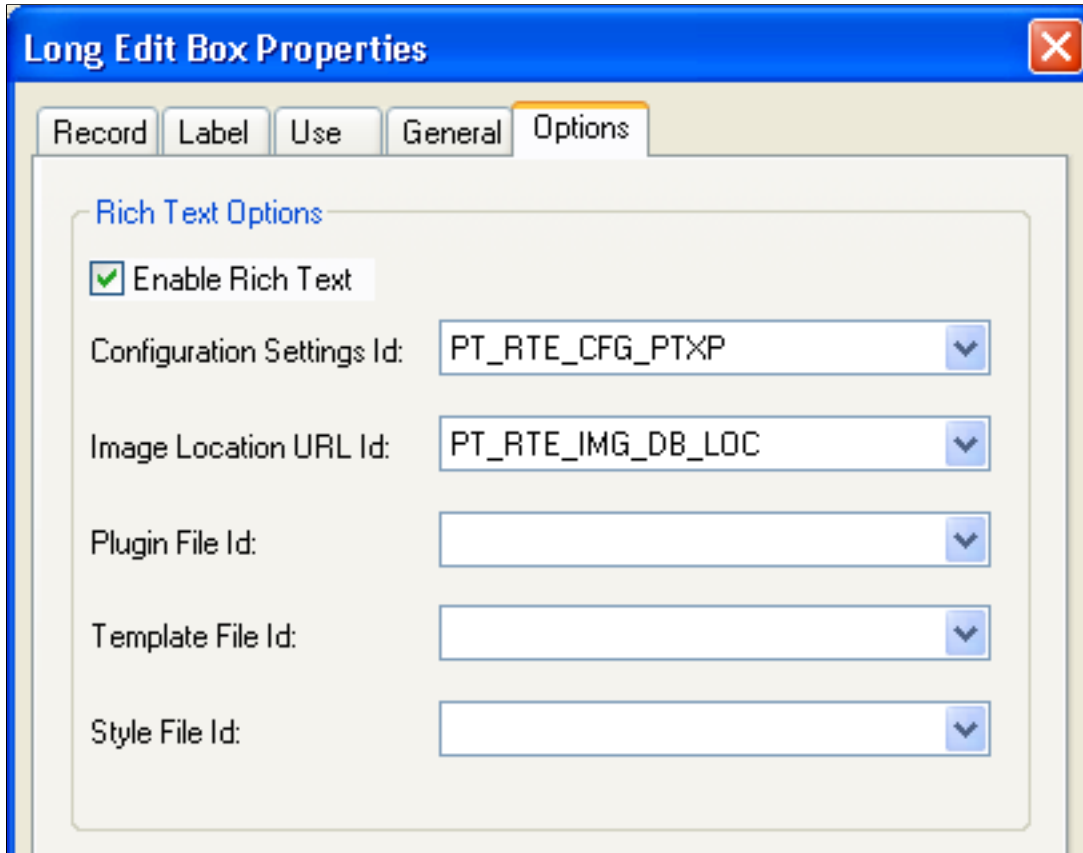 Long Edit Box Properties
Record Label Use General Options
Rich Text Options
Enable Rich Text
Configuration Settings Id: PT_RTE_CFG_PTXP
Image Location URL Id: PT_RTE_IMG_DB_LOC
Plugin File Id:
Template File Id:
Style File Id: